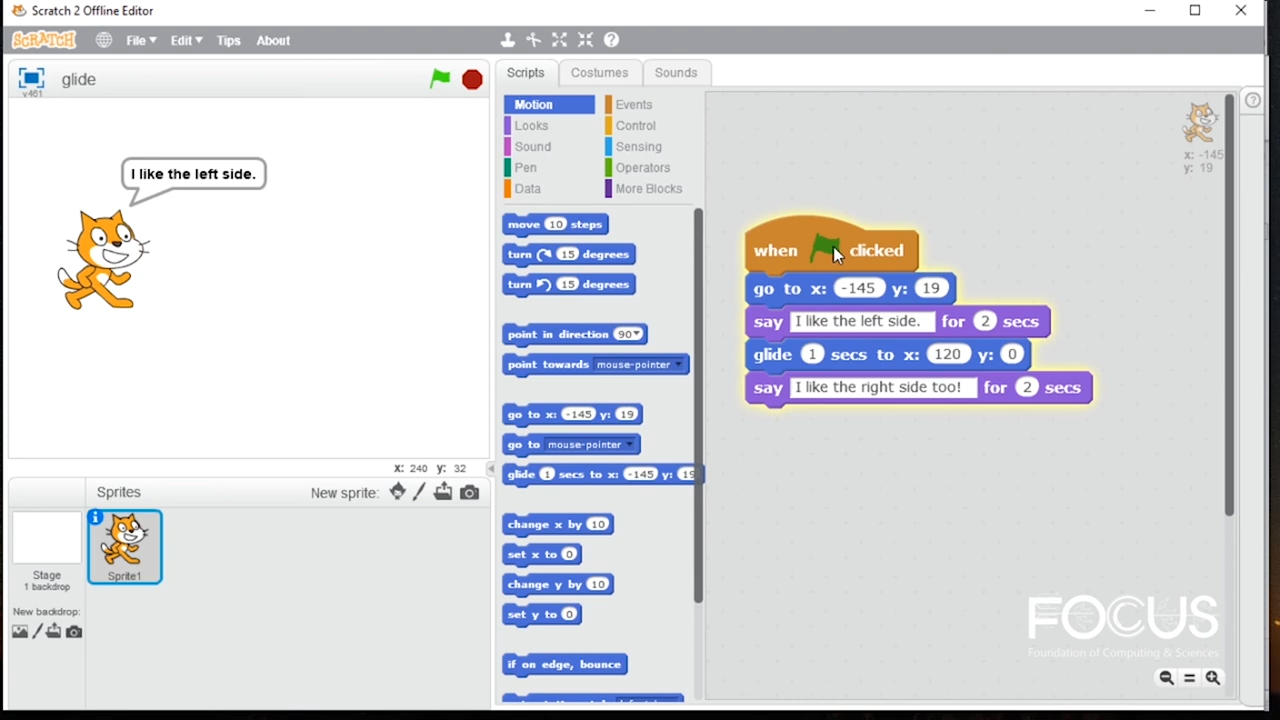 Scratch 2 Offline Editor
SCRATCH File Edit Tips About
v461
glide
Scripts Costumes Sounds
Motion Events
Looks Control
Sound Sensing
Pen Operators
Data More Blocks
I like the left side.
x: -145
y: 19
move 10 steps
turn 15 degrees
turn 15 degrees
point in direction 90
point towards mouse-pointer
go to x: -145 y: 19
go to mouse-pointer
glide 1 secs to x: -145 y: 19
change x by 10
set x to 0
change y by 10
set y to 0
if on edge, bounce
when clicked
go to x: -145 y: 19
say I like the left side. for 2 secs
glide 1 secs to x: 120 y: 0
say I like the right side too! for 2 secs
x: 240 y: 32
Sprites New sprite:
Stage
1 backdrop
New backdrop:
Sprite1
FOCUS
Foundation of Computing & Sciences